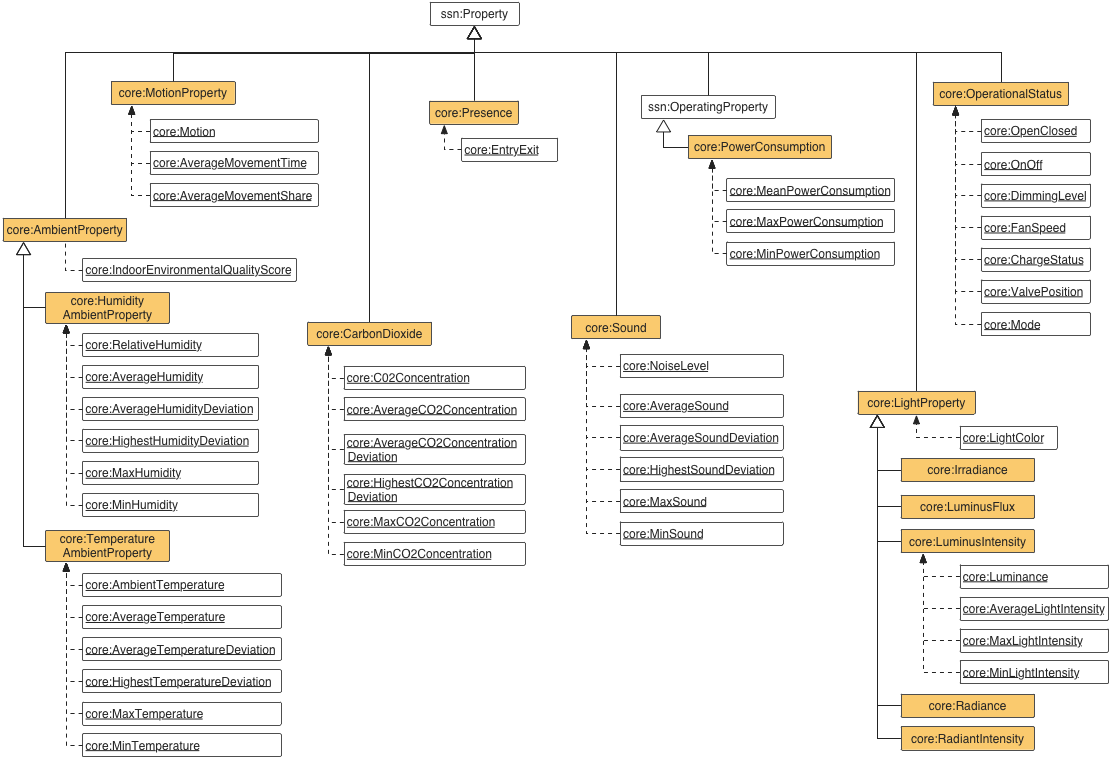 ssn:Property
core:MotionProperty
core:Motion
core:AverageMovementTime
core:AverageMovementShare
core:Presence
core:EntryExit
ssn:OperatingProperty
core:PowerConsumption
core:MeanPowerConsumption
core:MaxPowerConsumption
core:MinPowerConsumption
core:OperationalStatus
core:OpenClosed
core:OnOff
core:DimmingLevel
core:FanSpeed
core:ChargeStatus
core:ValvePosition
core:Mode
core:AmbientProperty
core:IndoorEnvironmentalQualityScore
core:Humidity
AmbientProperty
core:RelativeHumidity
core:AverageHumidity
core:AverageHumidityDeviation
core:HighestHumidityDeviation
core:MaxHumidity
core:MinHumidity
core:Temperature
AmbientProperty
core:AmbientTemperature
core:AverageTemperature
core:AverageTemperatureDeviation
core:HighestTemperatureDeviation
core:MaxTemperature
core:MinTemperature
core:CarbonDioxide
core:C02Concentration
core:AverageCO2Concentration
core:AverageCO2Concentration
Deviation
core:HighestCO2Concentration
Deviation
core:MaxCO2Concentration
core:MinCO2Concentration
core:Sound
core:NoiseLevel
core:AverageSound
core:AverageSoundDeviation
core:HighestSoundDeviation
core:MaxSound
core:MinSound
core:LightProperty
core:LightColor
core:Irradiance
core:LuminusFlux
core:LuminusIntensity
core:Luminance
core:AverageLightIntensity
core:MaxLightIntensity
core:MinLightIntensity
core:Radiance
core:RadiantIntensity